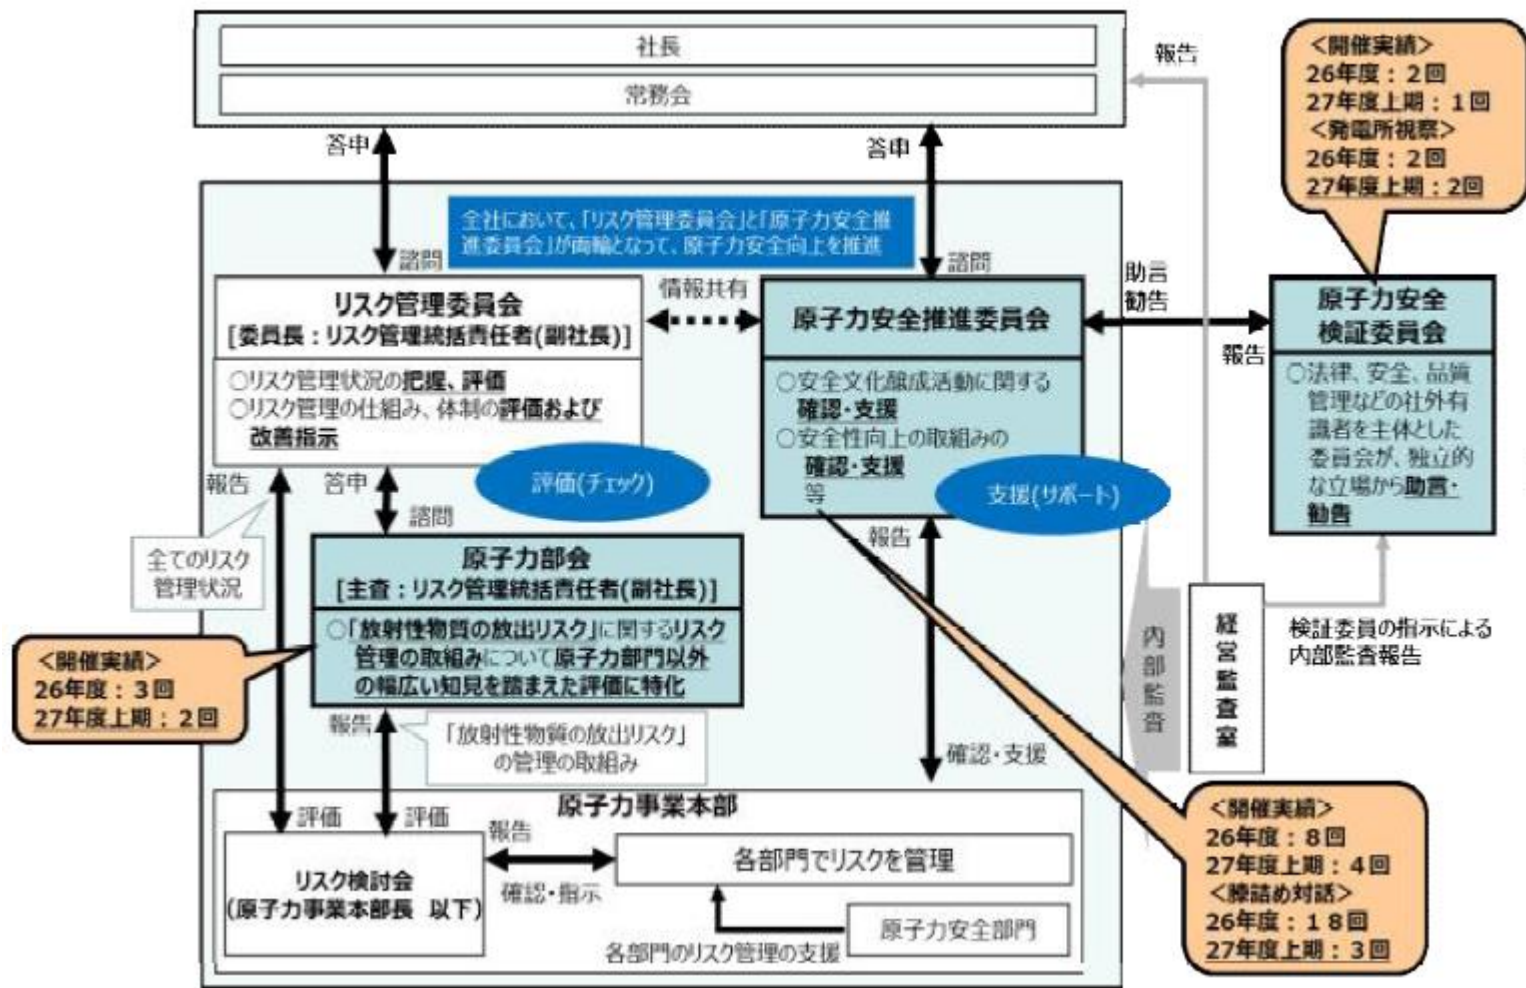 社長
常務会
報告
<開催実績>
26年度：２回
27年度上期：１回
<発電所視察>
26年度：２回
27年度上期：2回
答申
答申
全社において、「リスク管理委員会」と「原子力安全推
進委員会」が両輪となって、原子力安全向上を推進
諮問
諮問
リスク管理委員会
[委員長：リスク管理統括責任者(副社長)]
○リスク管理状況の把握、評価
○リスク管理の仕組み、体制の評価および
改善指示
情報共有
原子力安全推進委員会
○安全文化醸成活動に関する
確認・支援
○安全性向上の取組みの
確認・支援
等
助言
勧告
報告
原子力安全
検証委員会
○法律、安全、品質
管理などの社外有
識者を主体とした
委員会が、独立的
な立場から助言・
勧告
報告
答申
評価(チェック)
支援(サポート)
諮問
全てのリスク
管理状況
原子力部会
[主査：リスク管理統括責任者(副社長)]
○「放射性物質の放出リスク」に関するリスク
管理の取組みについて原子力部門以外
の幅広い知見を踏まえた評価に特化
報告
内部監査
経営監査室
検証委員の指示による
内部監査報告
<開催実績>
26年度：３回
27年度上期：２回
報告
「放射性物質の放出リスク」
の管理の取組み
確認・支援
原子力事業本部
評価
評価
報告
リスク検討会
(原子力事業本部長 以下)
確認・指示
各部門でリスクを管理
原子力安全部門
各部門のリスク管理の支援
<開催実績>
26年度：８回
27年度上期：４回
<膝詰め対話>
26年度：１８回
27年度上期：３回